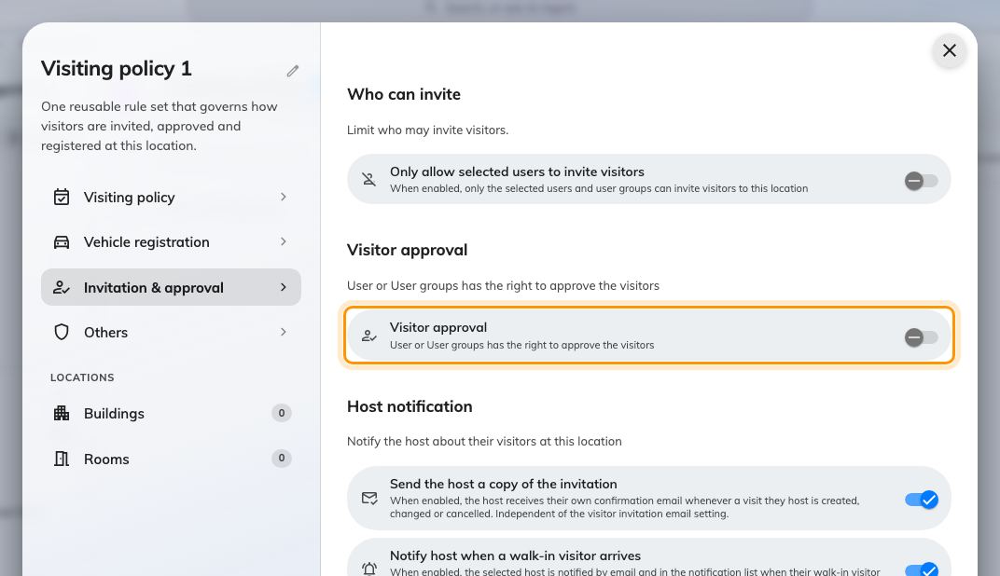 Visiting policy 1
One reusable rule set that governs how
visitors are invited, approved and
registered at this location.
Visiting policy
Vehicle registration
Invitation & approval
Others
LOCATIONS
Buildings 0
Rooms 0
Who can invite
Limit who may invite visitors.
Only allow selected users to invite visitors
When enabled, only the selected users and user groups can invite visitors to this location
Visitor approval
User or User groups has the right to approve the visitors
Visitor approval
User or User groups has the right to approve the visitors
Host notification
Notify the host about their visitors at this location
Send the host a copy of the invitation
When enabled, the host receives their own confirmation email whenever a visit they host is created,
changed or cancelled. Independent of the visitor invitation email setting.
Notify host when a walk-in visitor arrives
When enabled, the selected host is notified by email and in the notification list when their walk-in visitor